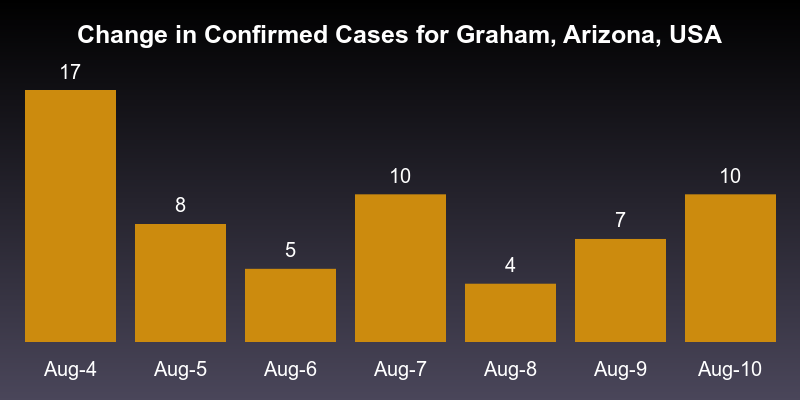 Change in Confirmed Cases for Graham, Arizona, USA
17
8
5
10
4
7
10
Aug-4
Aug-5
Aug-6
Aug-7
Aug-8
Aug-9
Aug-10